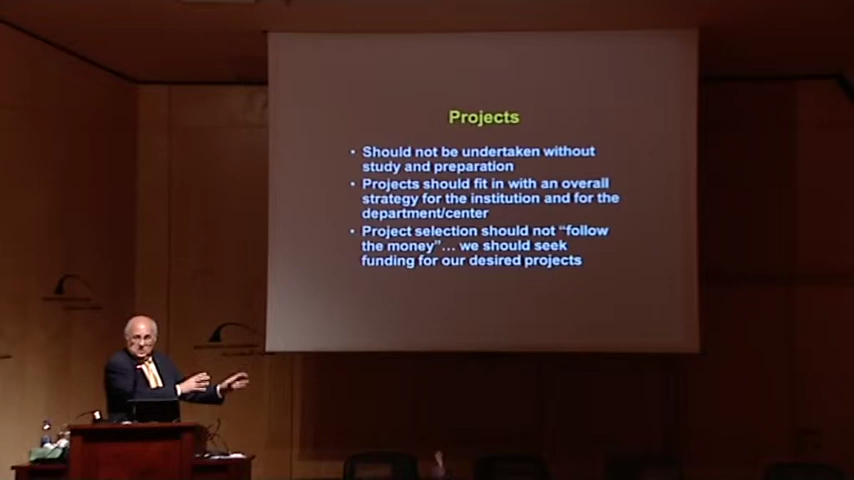 Projects
• Should not be undertaken without
study and preparation
• Projects should fit in with an overall
strategy for the institution and for the
department/center
• Project selection should not “follow
the money”... we should seek
funding for our desired projects